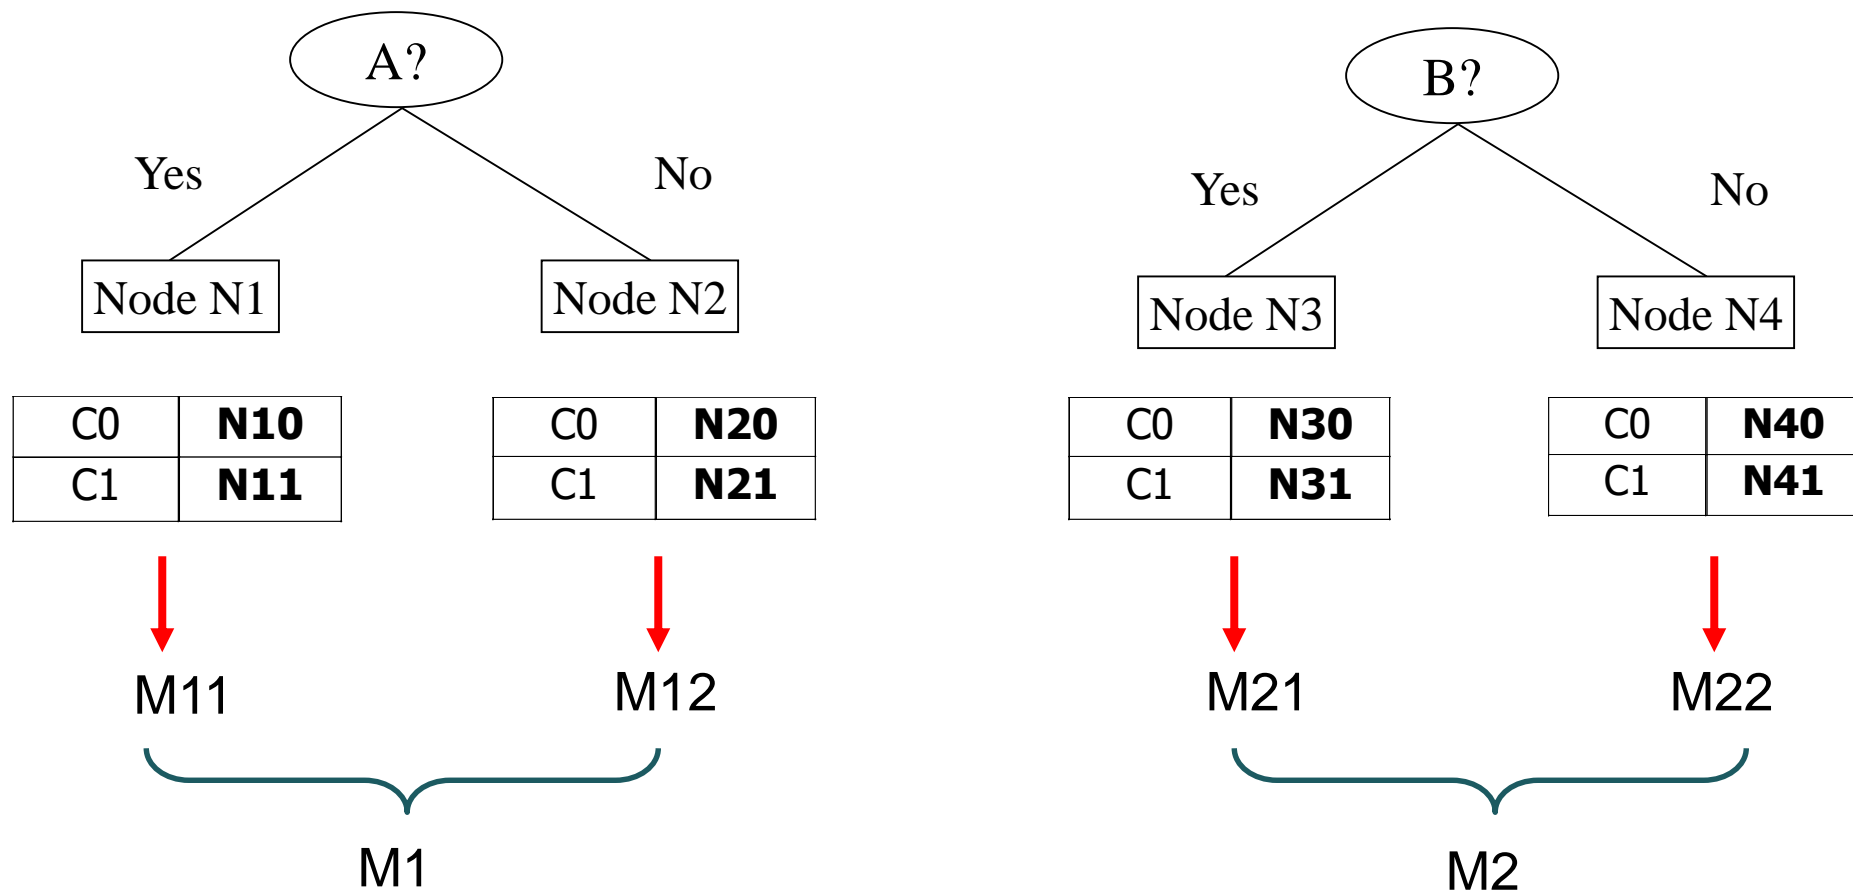 A?
B?
Yes
No
Yes
No
Node N1
Node N2
Node N3
Node N4
C0 N10
C1 N11
C0 N20
C1 N21
C0 N30
C1 N31
C0 N40
C1 N41
M11
M12
M21
M22
M1
M2